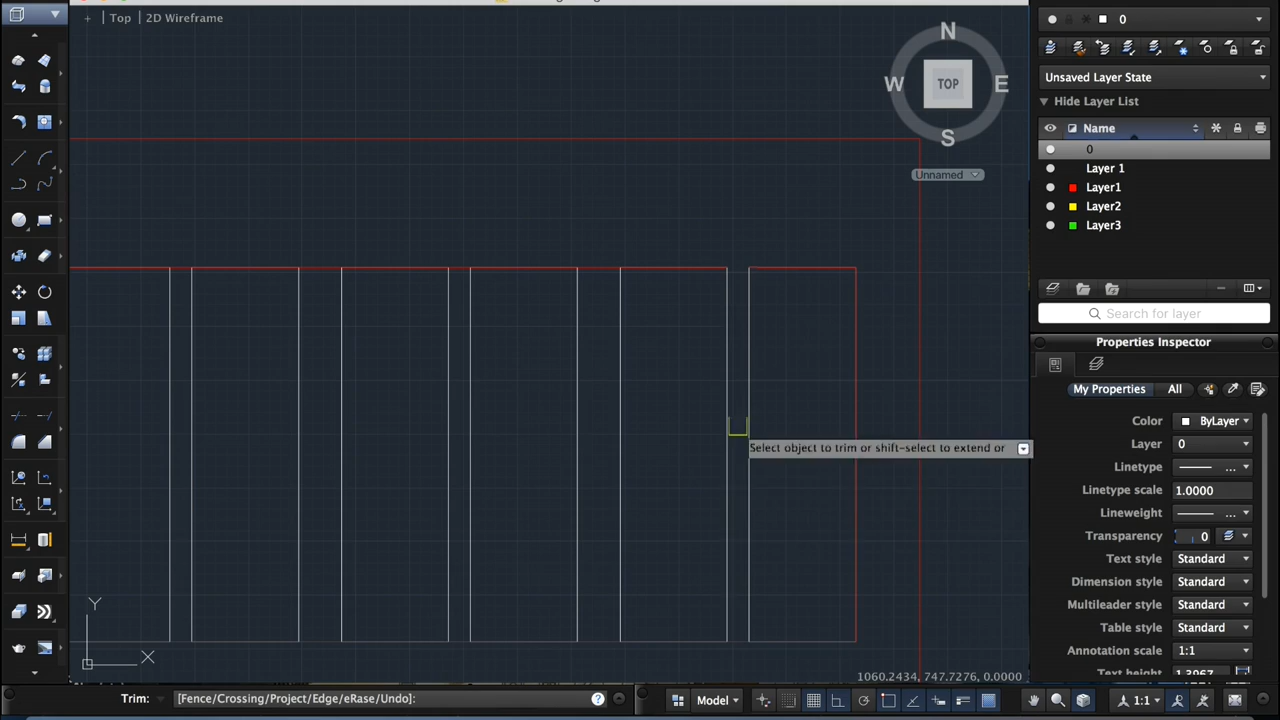 + | Top | 2D Wireframe
N
W TOP E
S
Unnamed
0
Unsaved Layer State
Hide Layer List
Name
0
Layer 1
Layer1
Layer2
Layer3
Search for layer
Properties Inspector
My Properties All
Color ByLayer
Layer 0
Linetype ...
Linetype scale 1.0000
Lineweight ...
Transparency 0
Text style Standard
Dimension style Standard
Multileader style Standard
Table style Standard
Annotation scale 1:1
Text height 1.3967
Select object to trim or shift-select to extend or
Y
X
1060.2434, 747.7276, 0.0000
Trim: [Fence/Crossing/Project/Edge/eRase/Undo]: ?
Model 1:1